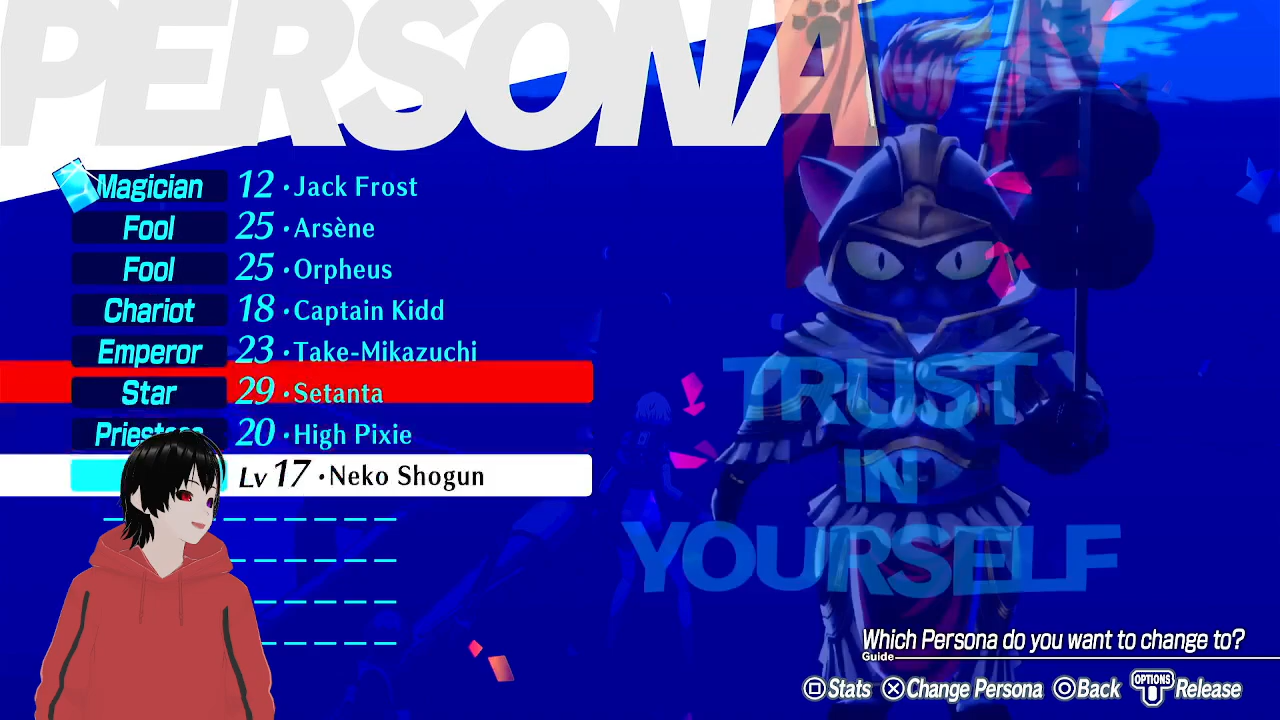 PERSONA
Magician 12 · Jack Frost
Fool 25 · Arsène
Fool 25 · Orpheus
Chariot 18 · Captain Kidd
Emperor 23 · Take-Mikazuchi
Star 29 · Setanta
Priestess 20 · High Pixie
Lv 17 · Neko Shogun
TRUST
IN
YOURSELF
Which Persona do you want to change to?
Guide
Stats Change Persona Back OPTIONS Release